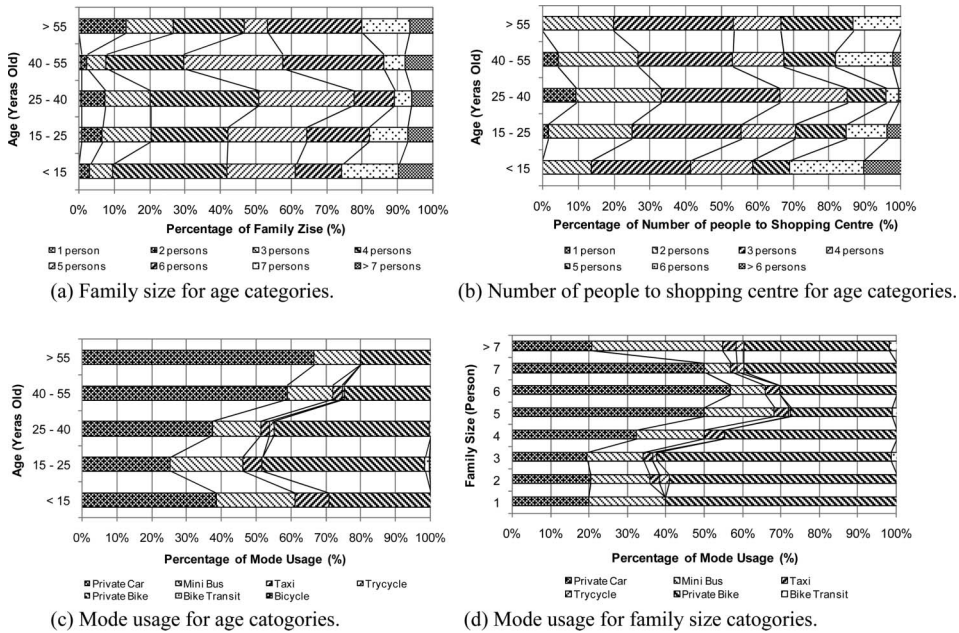 Age (Yeras Old)
> 55
40 - 55
25 - 40
15 - 25
< 15
0% 10% 20% 30% 40% 50% 60% 70% 80% 90% 100%
Percentage of Family Zise (%)
1 person 2 persons 3 persons 4 persons
5 persons 6 persons 7 persons > 7 persons
(a) Family size for age categories.
Age (Yeras Old)
> 55
40 - 55
25 - 40
15 - 25
< 15
0% 10% 20% 30% 40% 50% 60% 70% 80% 90% 100%
Percentage of Number of people to Shopping Centre (%)
1 person 2 persons 3 persons 4 persons
5 persons 6 persons > 6 persons
(b) Number of people to shopping centre for age categories.
Age (Yeras Old)
> 55
40 - 55
25 - 40
15 - 25
< 15
0% 10% 20% 30% 40% 50% 60% 70% 80% 90% 100%
Percentage of Mode Usage (%)
Private Car Mini Bus Taxi Trycycle
Private Bike Bike Transit Bicycle
(c) Mode usage for age catogories.
Family Size (Person)
> 7
7
6
5
4
3
2
1
0% 10% 20% 30% 40% 50% 60% 70% 80% 90% 100%
Percentage of Mode Usage (%)
Private Car Mini Bus Taxi
Trycycle Private Bike Bike Transit
(d) Mode usage for family size catogories.